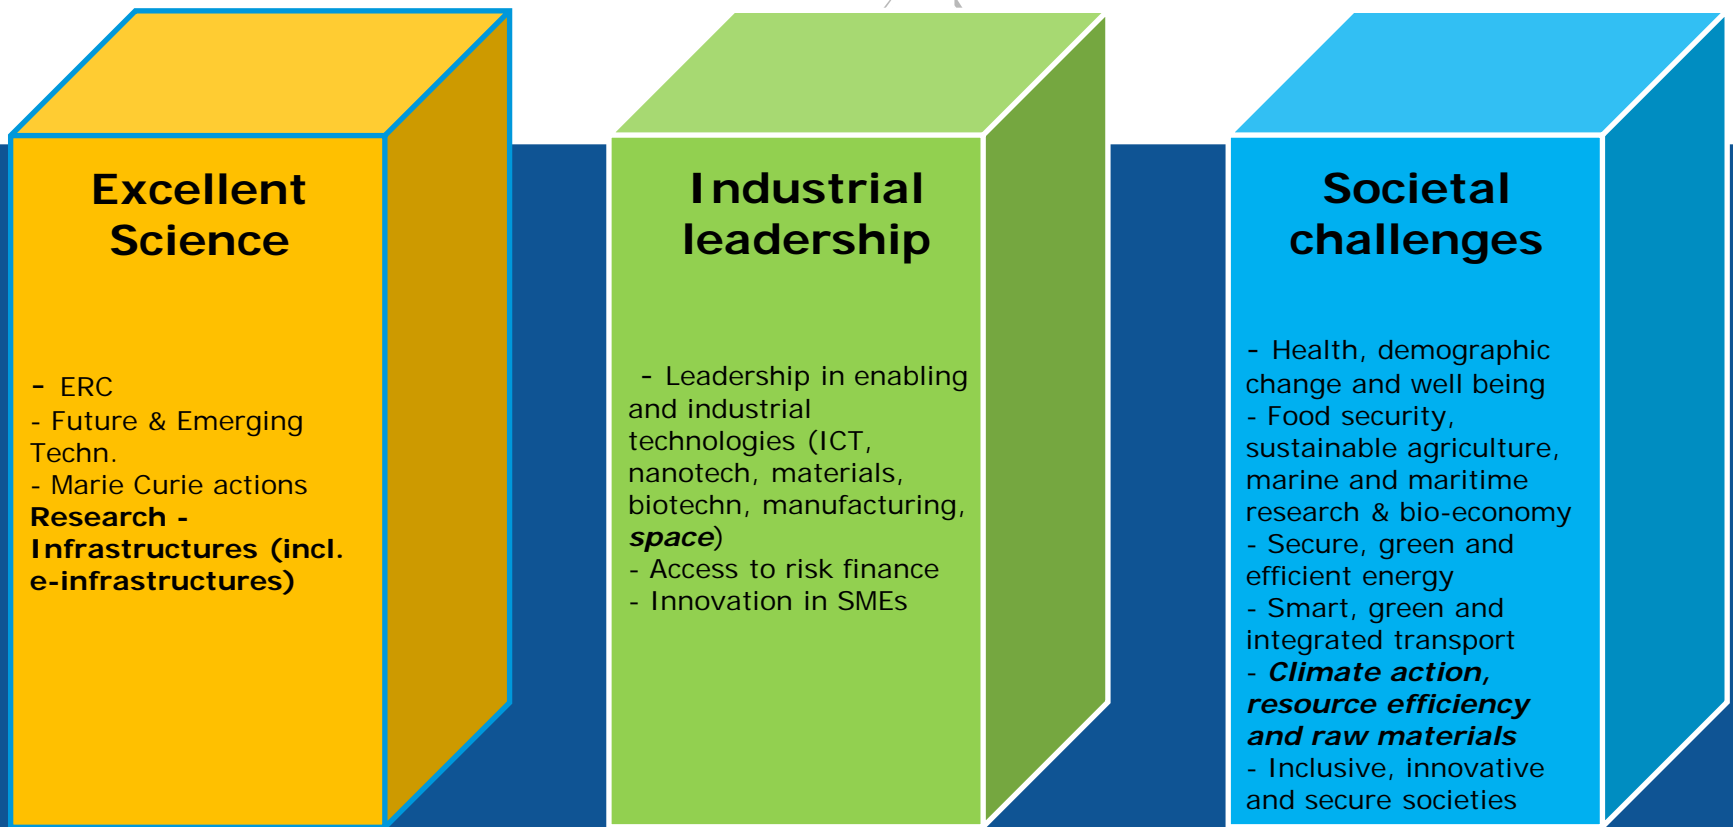 Excellent
Science
- ERC
- Future & Emerging
Techn.
- Marie Curie actions
Research -
Infrastructures (incl.
e-infrastructures)
Industrial
leadership
- Leadership in enabling
and industrial
technologies (ICT,
nanotech, materials,
biotechn, manufacturing,
space)
- Access to risk finance
- Innovation in SMEs
Societal
challenges
- Health, demographic
change and well being
- Food security,
sustainable agriculture,
marine and maritime
research & bio-economy
- Secure, green and
efficient energy
- Smart, green and
integrated transport
- Climate action,
resource efficiency
and raw materials
- Inclusive, innovative
and secure societies